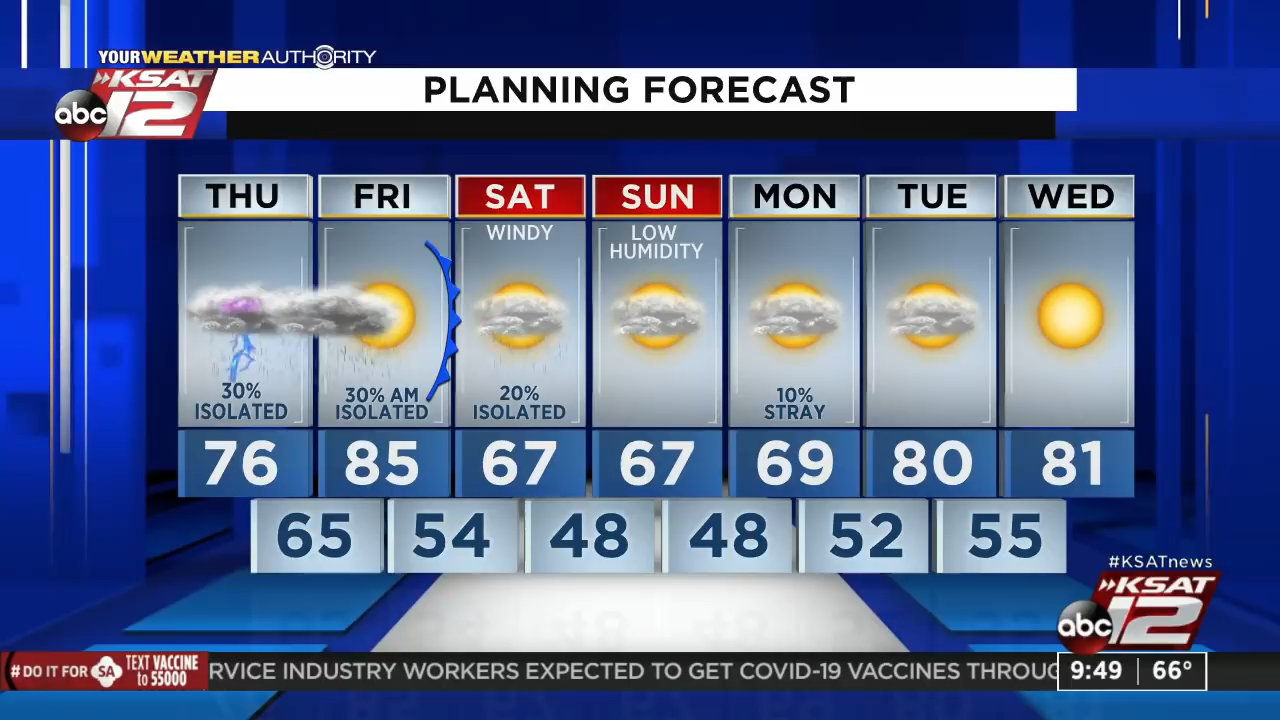 YOURWEATHERAUTHORITY
KSAT
abc 12
PLANNING FORECAST
THU FRI SAT SUN MON TUE WED
WINDY
LOW
HUMIDITY
30%
ISOLATED
30% AM
ISOLATED
20%
ISOLATED
10%
STRAY
76 85 67 67 69 80 81
65 54 48 48 52 55
#KSATnews
KSAT
abc 12
#DO IT FOR SA
TEXT VACCINE
to 55000
RVICE INDUSTRY WORKERS EXPECTED TO GET COVID-19 VACCINES THROUG
9:49 66°